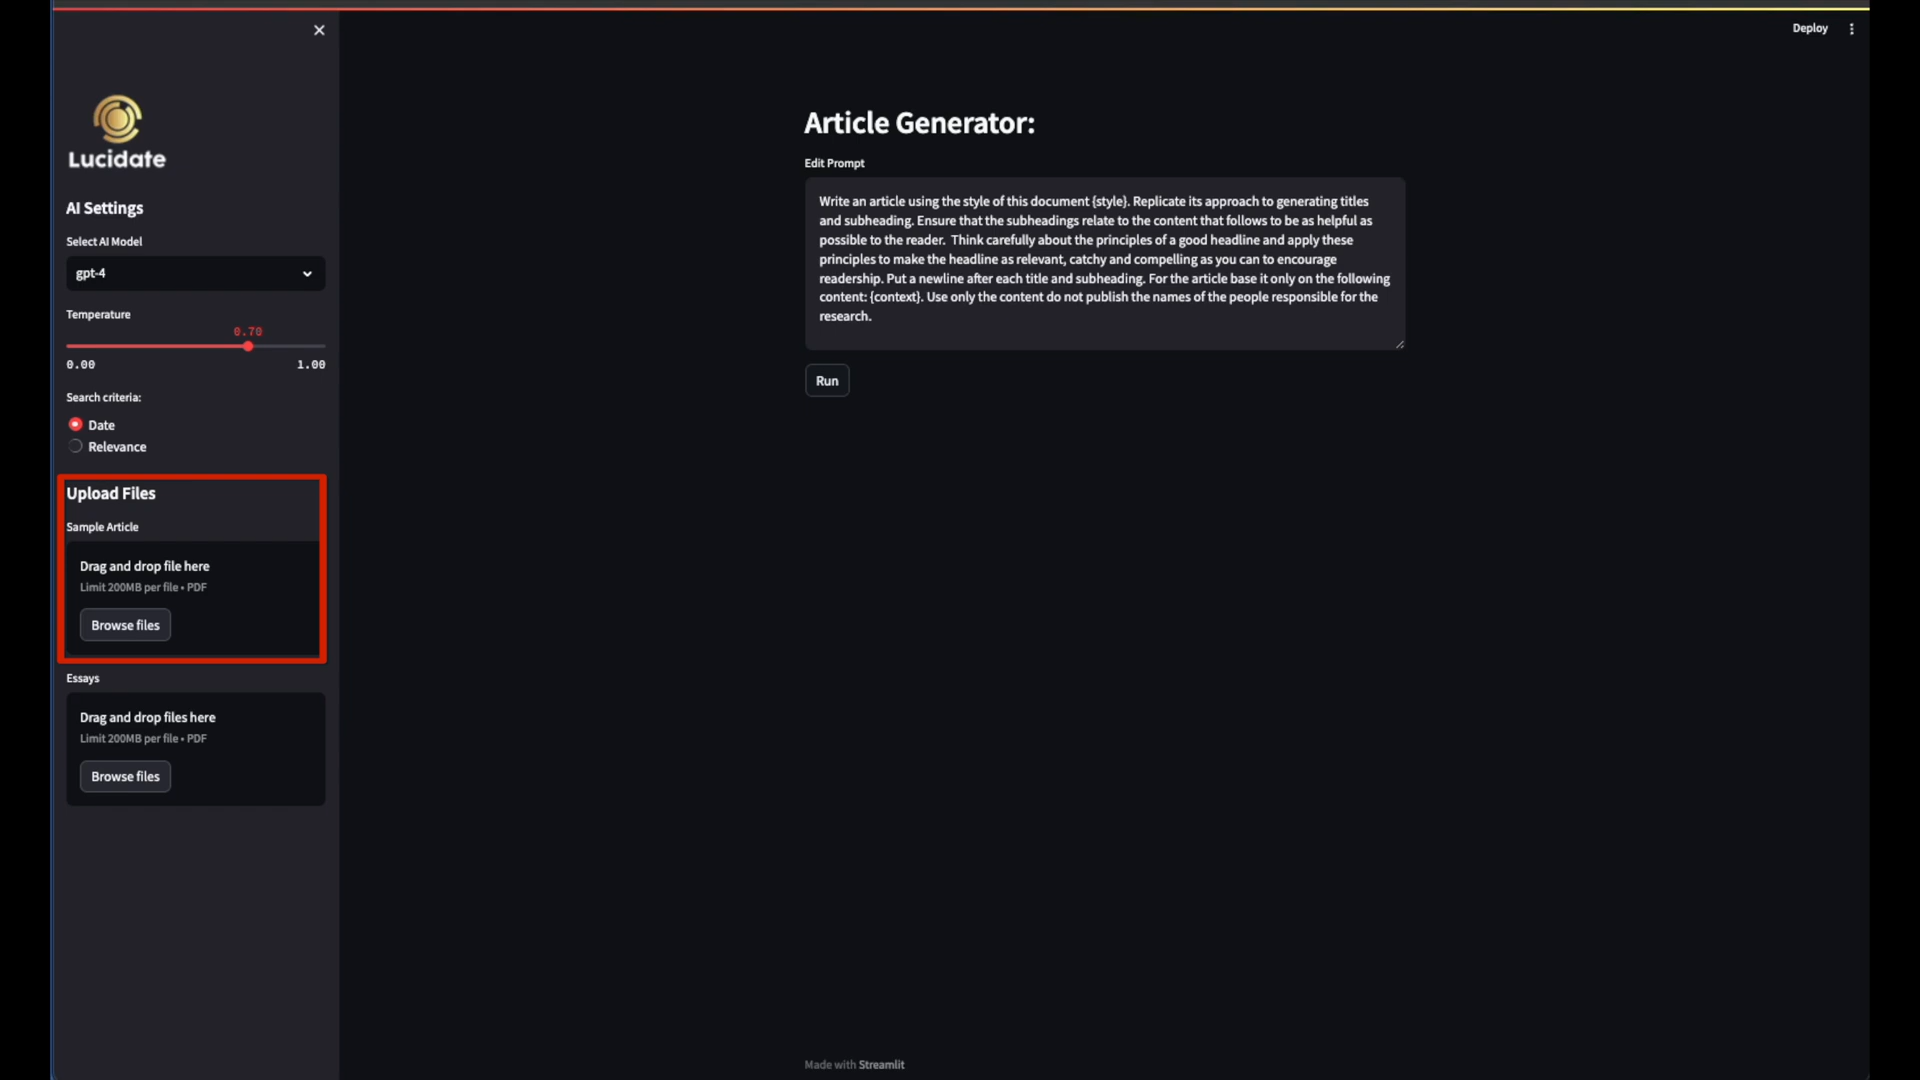 Deploy
Lucidate
AI Settings
Select AI Model
gpt-4
Temperature
0.70
0.00 1.00
Search criteria:
Date
Relevance
Upload Files
Sample Article
Drag and drop file here
Limit 200MB per file • PDF
Browse files
Essays
Drag and drop files here
Limit 200MB per file • PDF
Browse files
Article Generator:
Edit Prompt
Write an article using the style of this document {style}. Replicate its approach to generating titles
and subheading. Ensure that the subheadings relate to the content that follows to be as helpful as
possible to the reader.  Think carefully about the principles of a good headline and apply these
principles to make the headline as relevant, catchy and compelling as you can to encourage
readership. Put a newline after each title and subheading. For the article base it only on the following
content: {context}. Use only the content do not publish the names of the people responsible for the
research.
Run
Made with Streamlit